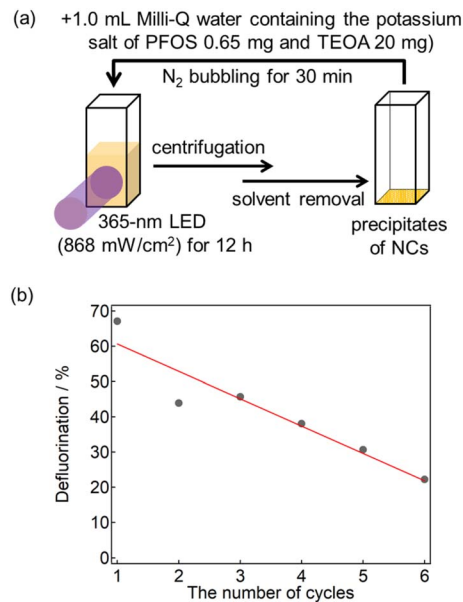 (a)
+1.0 mL Milli-Q water containing the potassium
salt of PFOS 0.65 mg and TEOA 20 mg)
N₂ bubbling for 30 min
centrifugation
solvent removal
365-nm LED
(868 mW/cm²) for 12 h
precipitates
of NCs
(b)
70
60
50
40
30
20
10
0
Defluorination / %
1
2
3
4
5
6
The number of cycles